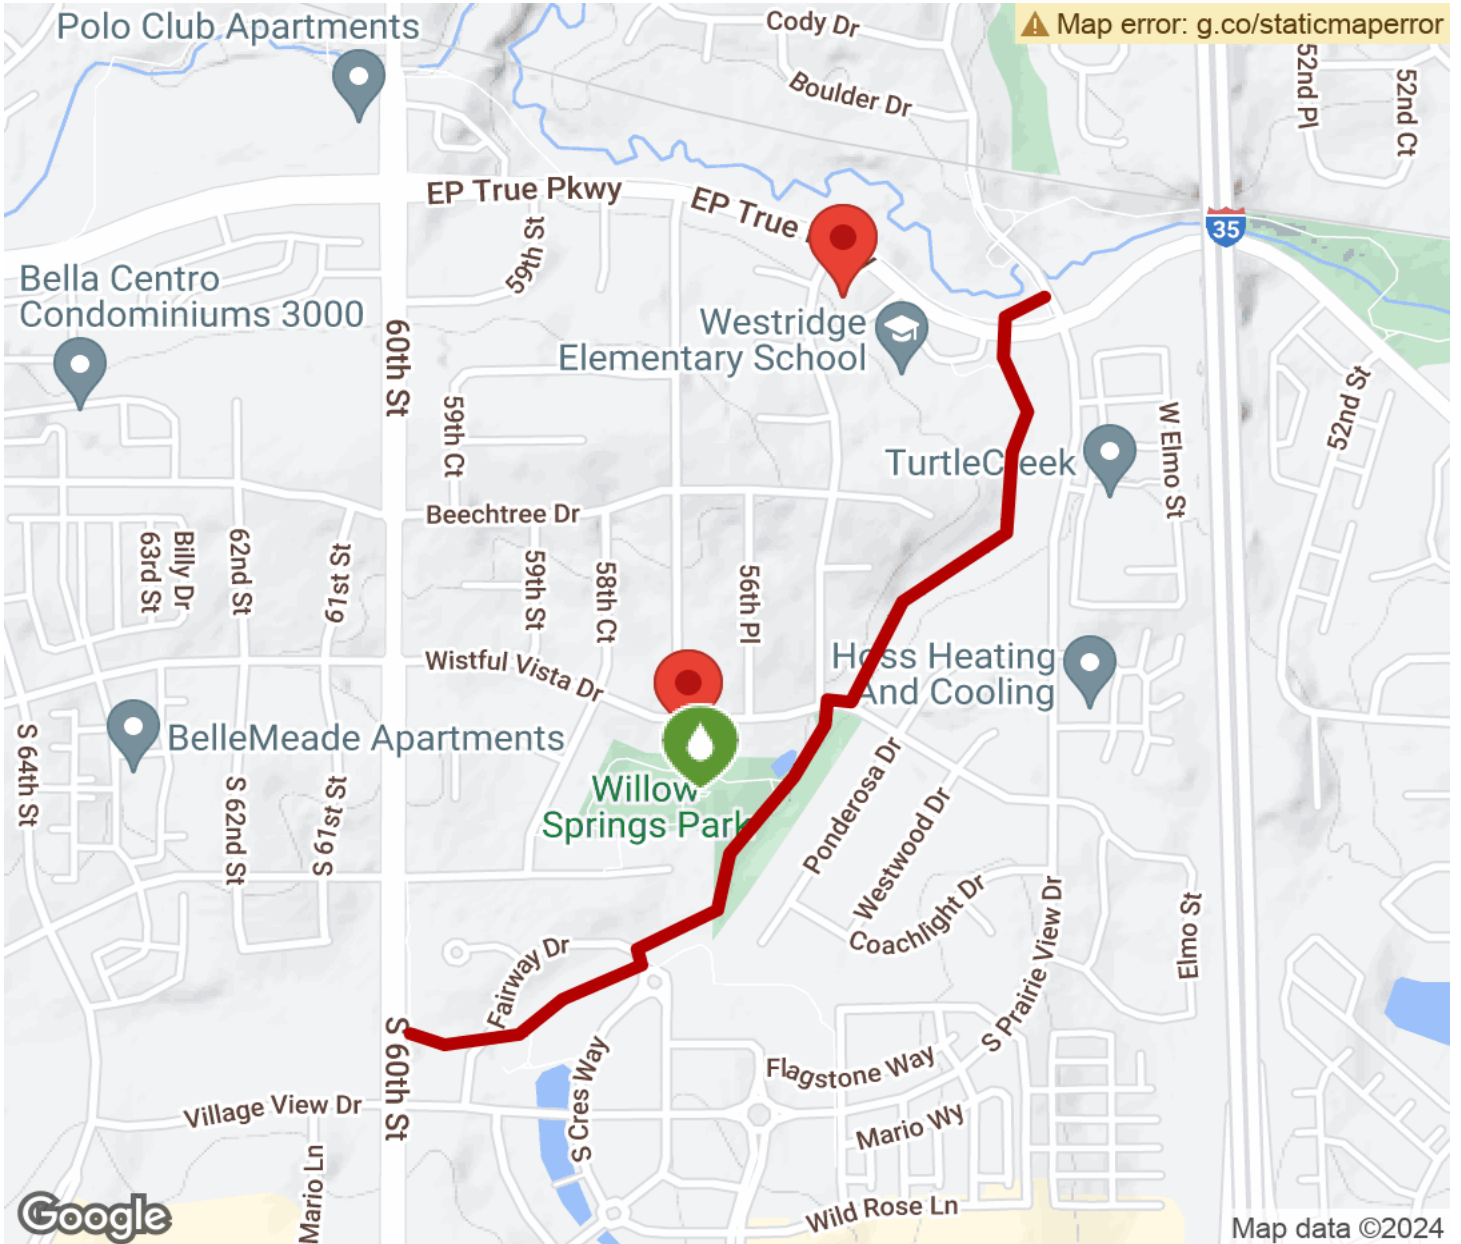 Polo Club Apartments
Cody Dr
Map error: g.co/staticmaperror
Boulder Dr
52nd Pl
52nd Ct
EP True Pkwy
EP True
59th St
35
Bella Centro
Condominiums 3000
60th St
Westridge
Elementary School
59th Ct
52nd St
W Elmo St
TurtleCreek
Beechtree Dr
63rd St
Billy Dr
62nd St
61st St
59th St
58th Ct
56th Pl
Wistful Vista Dr
Hoss Heating
And Cooling
BelleMeade Apartments
S 64th St
S 62nd St
S 61st St
Willow
Springs Park
Ponderosa Dr
Westwood Dr
Coachlight Dr
S Prairie View Dr
Elmo St
Fairway Dr
S 60th St
S Cres Way
Flagstone Way
Village View Dr
Mario Wy
Mario Ln
Wild Rose Ln
Google
Map data ©2024